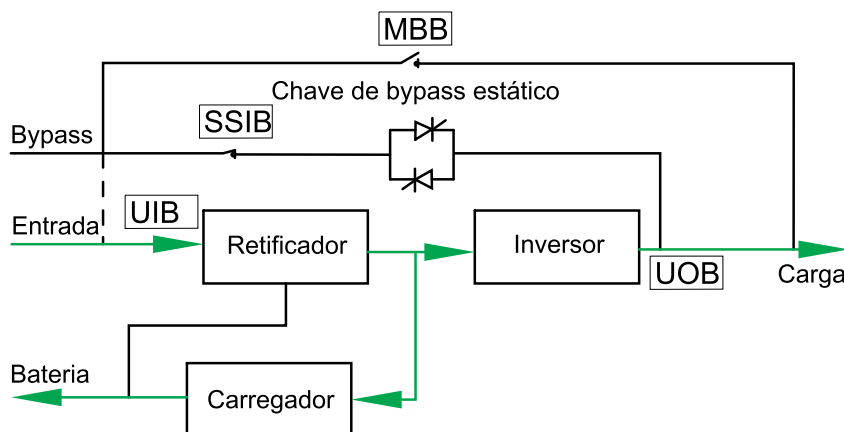 MBB
Chave de bypass estático
SSIB
Bypass
UIB
Entrada
Retificador
Inversor
UOB
Carga
Bateria
Carregador